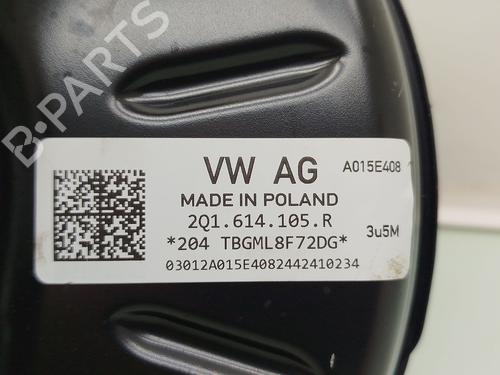 B-PARTS
VW AG
A015E408
MADE IN POLAND
2Q1.614.105.R
*204 TBGML8F72DG*
3u5M
03012A015E4082442410234